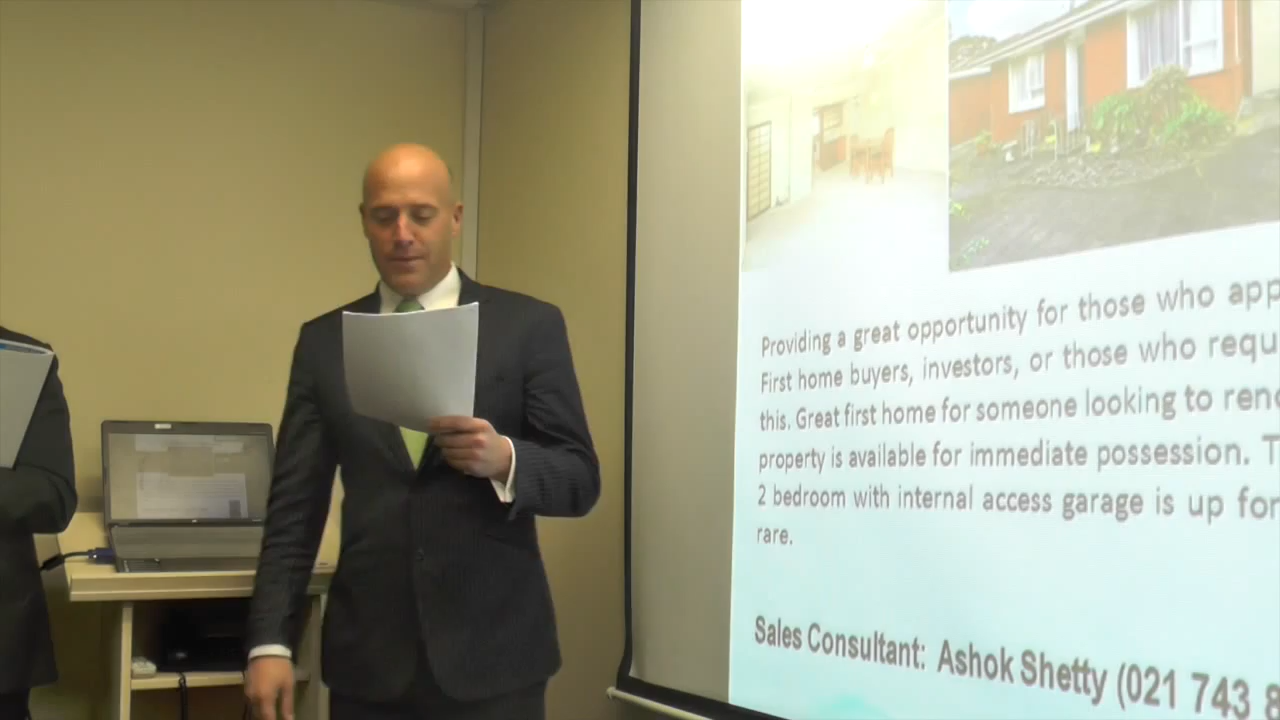 Providing a great opportunity for those who app
First home buyers, investors, or those who requ
this. Great first home for someone looking to ren
property is available for immediate possession. T
2 bedroom with internal access garage is up for
rare.
Sales Consultant: Ashok Shetty (021 743 8